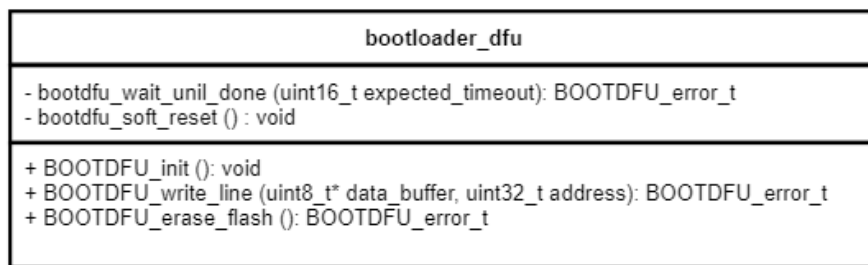 bootloader_dfu
- bootdfu_wait_unil_done (uint16_t expected_timeout): BOOTDFU_error_t
- bootdfu_soft_reset () : void
+ BOOTDFU_init (): void
+ BOOTDFU_write_line (uint8_t* data_buffer, uint32_t address): BOOTDFU_error_t
+ BOOTDFU_erase_flash (): BOOTDFU_error_t